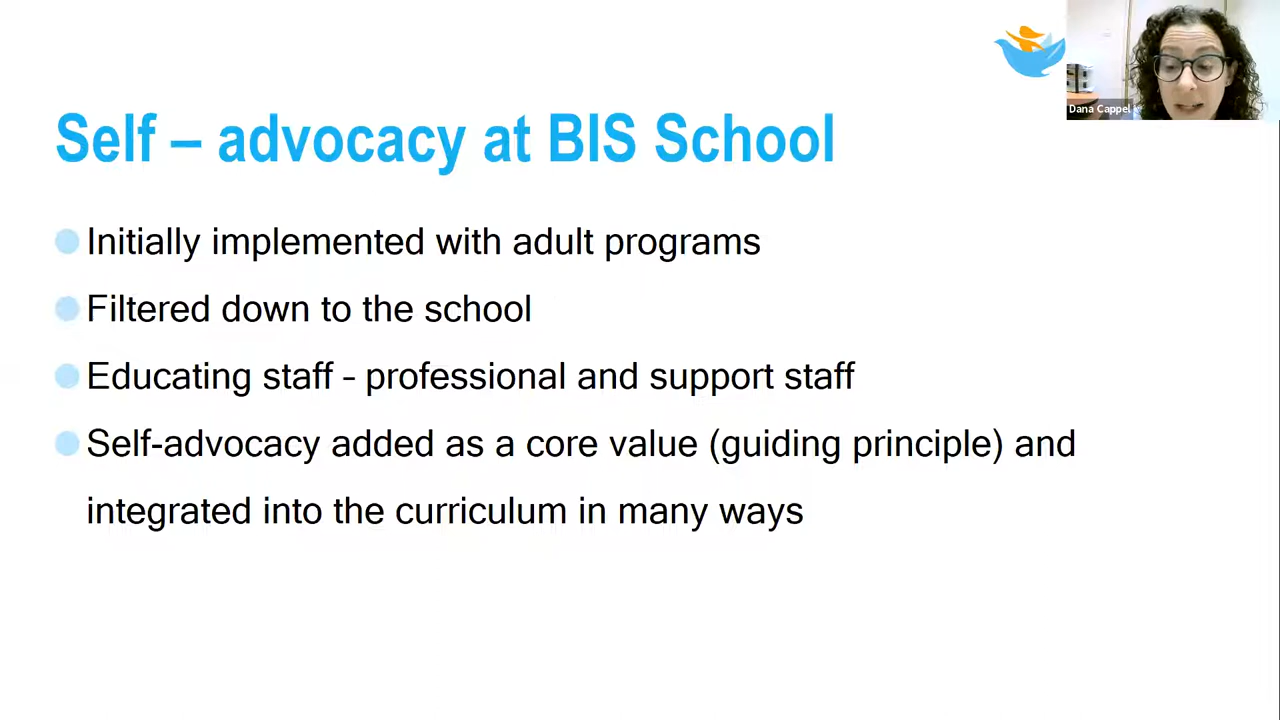 Dana Cappel
Self – advocacy at BIS School
Initially implemented with adult programs
Filtered down to the school
Educating staff – professional and support staff
Self-advocacy added as a core value (guiding principle) and
integrated into the curriculum in many ways